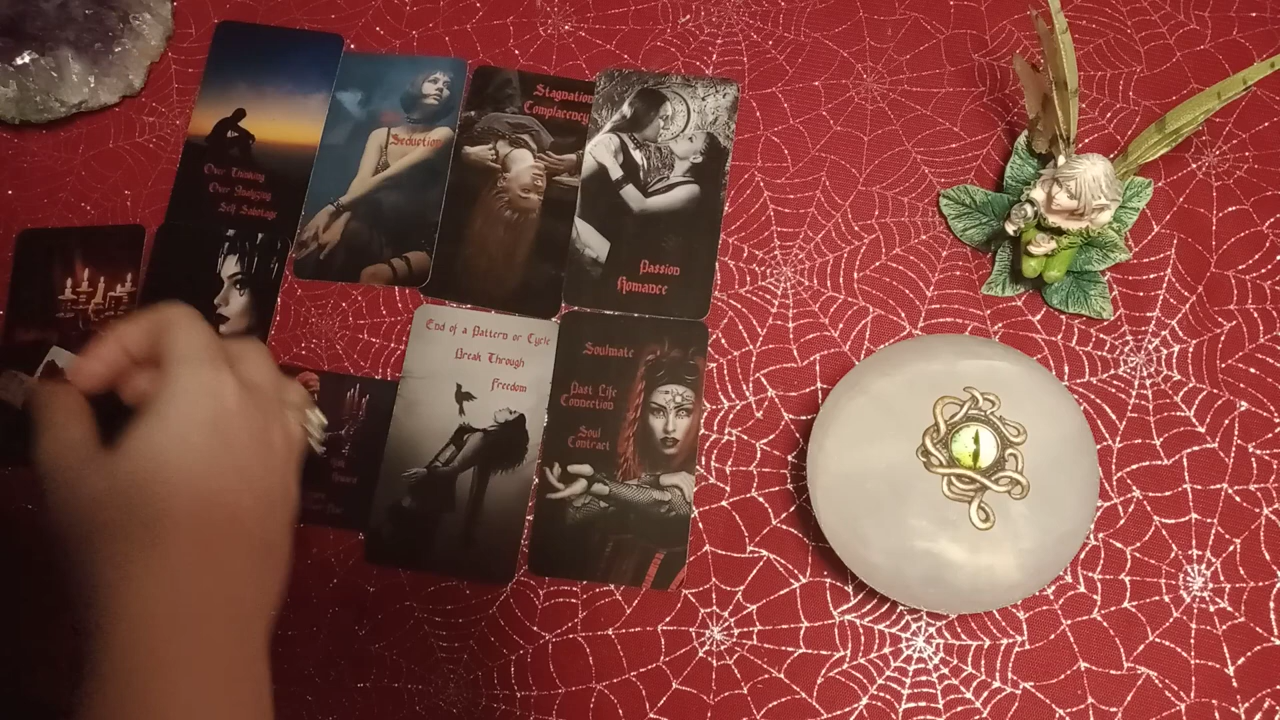 Over Thinking
Over Analyzing
Self Sabotage
Seduction
Stagnation
Complacency
Passion
Romance
End of a Pattern or Cycle
Break Through
Freedom
Soulmate
Past Life
Connection
Soul
Contract